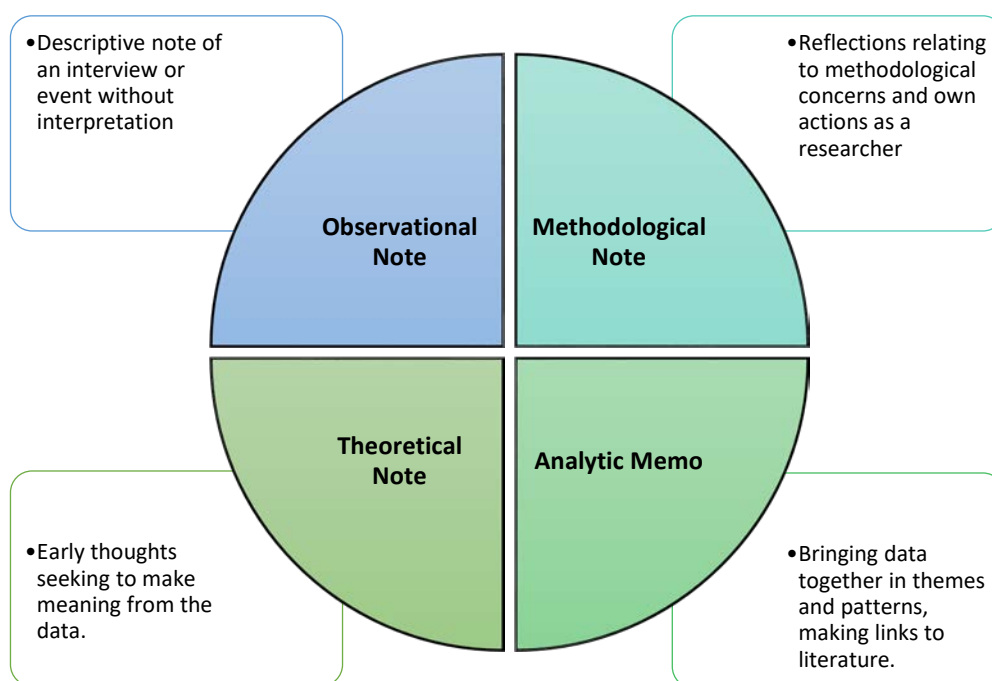 •Descriptive note of
an interview or
event without
interpretation
•Reflections relating
to methodological
concerns and own
actions as a
researcher
Observational
Note
Methodological
Note
Theoretical
Note
Analytic Memo
•Early thoughts
seeking to make
meaning from the
data.
•Bringing data
together in themes
and patterns,
making links to
literature.